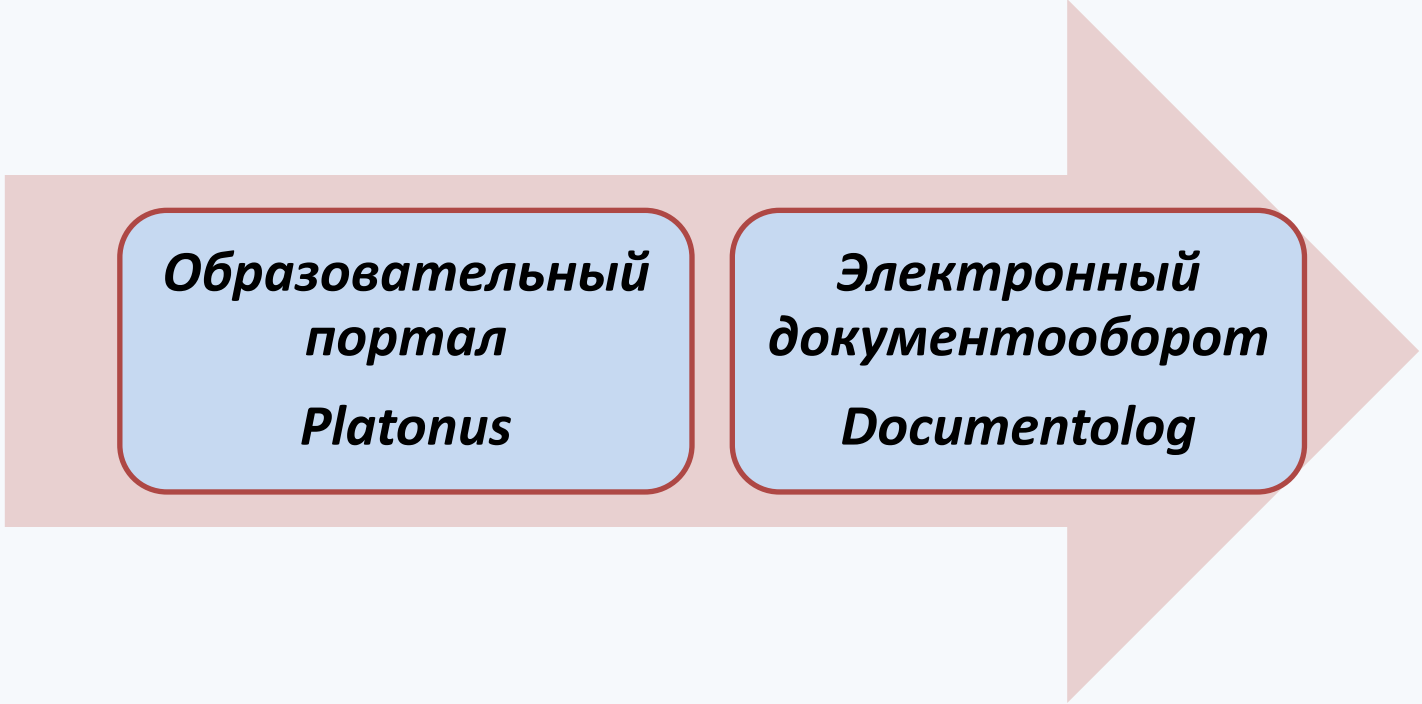 Образовательный
портал
Platonus
Электронный
документооборот
Documentolog